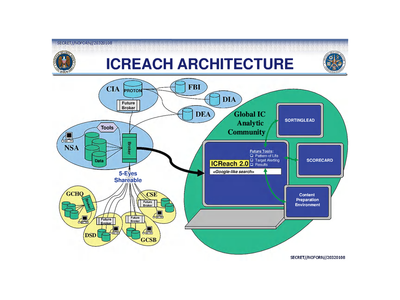 SECRET//NOFORN//20320108
ICREACH ARCHITECTURE
CIA
PROTON
Future
Broker
FBI
DIA
DEA
Tools
NSA
Data
Broker
5-Eyes
Shareable
Global IC
Analytic
Community
SORTINGLEAD
ICReach 2.0
«Google-like search»
Future Tools:
Pattern of Life
Target Alerting
Results
SCORECARD
Content
Preparation
Environment
GCHQ
CSE
Future
Broker
Future
Broker
DSD
GCSB
SECRET//NOFORN//20320108